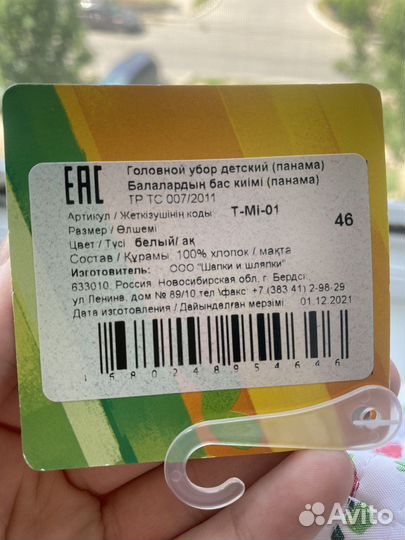 EAC
Головной убор детский (панама)
Балалардың бас киімі (панама)
ТР ТС 007/2011
Артикул / Жеткізушінің коды T-Mi-01
Размер / Өлшемі 46
Цвет / Түсі белый/ ақ
Состав / Құрамы 100% хлопок / мақта
Изготовитель: ООО "Шапки и шляпки"
633010. Россия. Новосибирская обл. г. Бердск.
ул Ленина, дом № 89/10 тел \факс +7 (383 41) 2-98-29
Дата изготовления / Дайындалған мерзімі 01.12.2021
Avito